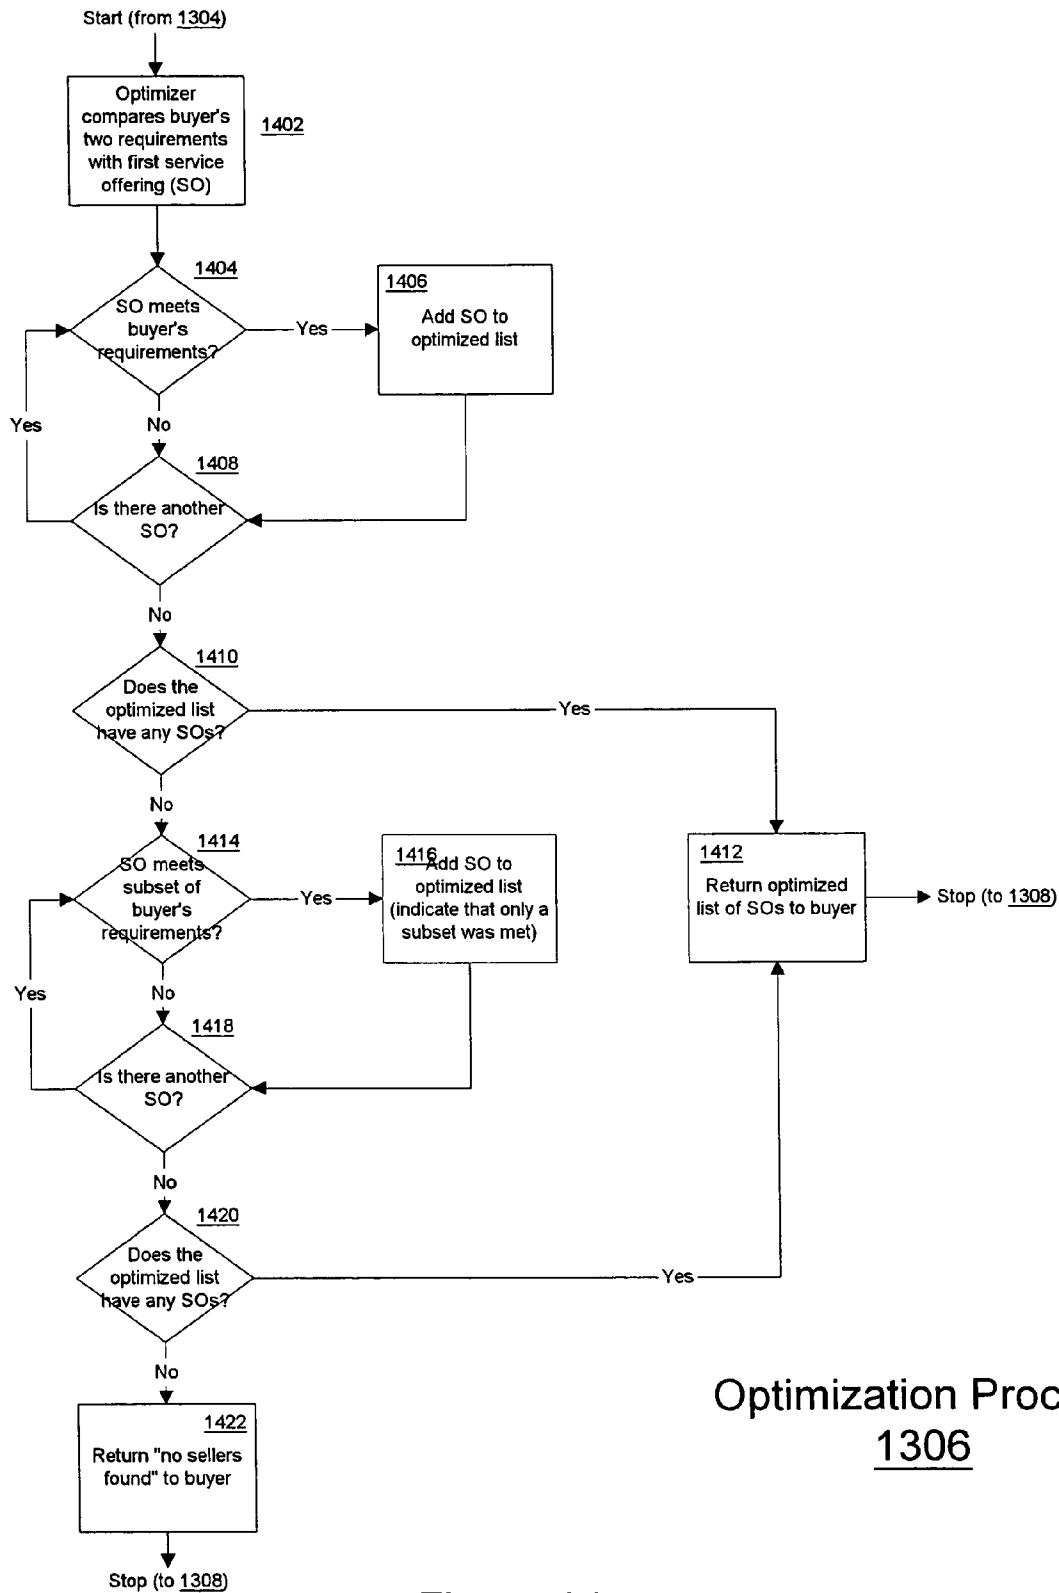 Start (from 1304)
Optimizer
compares buyer's
two requirements
with first service
offering (SO)
1402
1404
SO meets
buyer's
requirements?
Yes
1406
Add SO to
optimized list
Yes
No
1408
Is there another
SO?
No
1410
Does the
optimized list
have any SOs?
Yes
No
1414
SO meets
subset of
buyer's
requirements?
Yes
1416
Add SO to
optimized list
(indicate that only a
subset was met)
1412
Return optimized
list of SOs to buyer
Stop (to 1308)
Yes
No
1418
Is there another
SO?
No
1420
Does the
optimized list
have any SOs?
Yes
No
1422
Return "no sellers
found" to buyer
Stop (to 1308)
Optimization Proc
1306